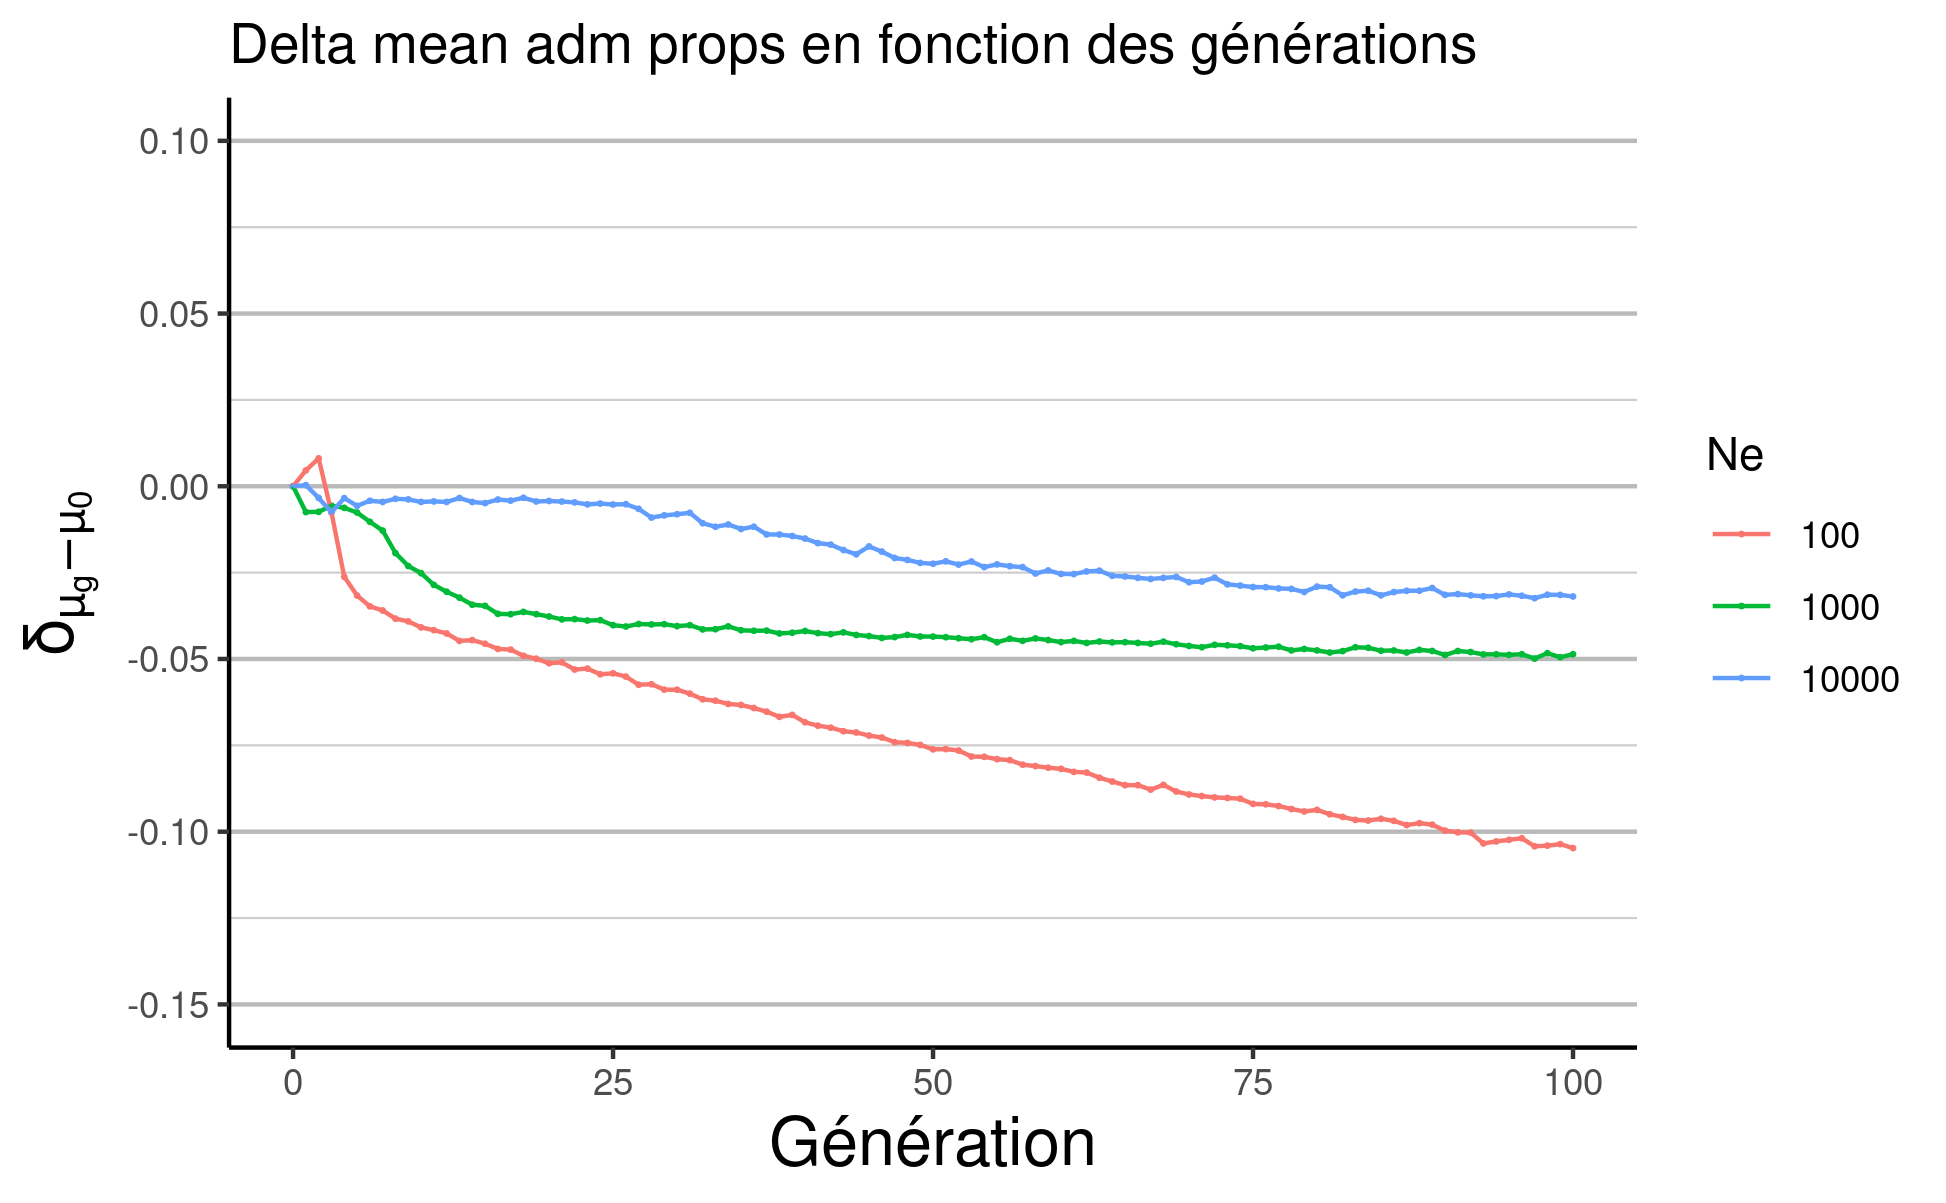 Delta mean adm props en fonction des générations
0.10
0.05
0.00
-0.05
-0.10
-0.15
δμg−μ0
0 25 50 75 100
Génération
Ne
100
1000
10000